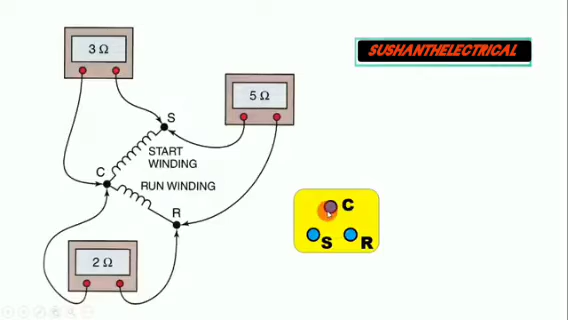 3 Ω
SUSHANTHELECTRICAL
5 Ω
S
START
WINDING
C
RUN WINDING
R
2 Ω
C
S
R